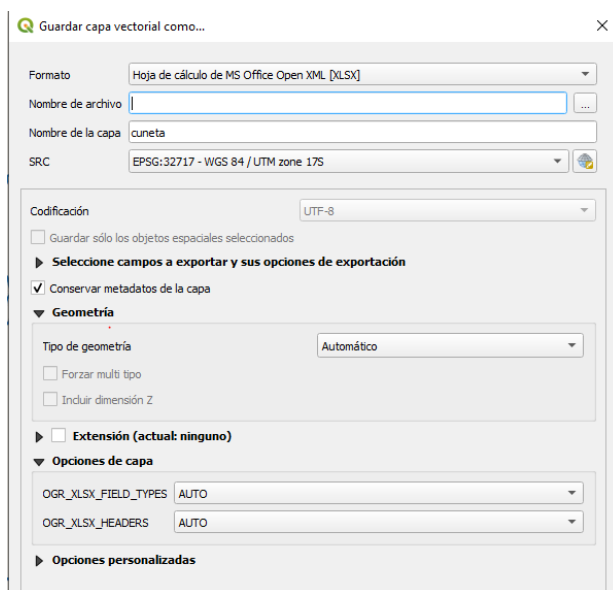 Guardar capa vectorial como...
Formato Hoja de cálculo de MS Office Open XML [XLSX]
Nombre de archivo ...
Nombre de la capa cuneta
SRC EPSG:32717 - WGS 84 / UTM zone 17S
Codificación UTF-8
Guardar sólo los objetos espaciales seleccionados
Seleccione campos a exportar y sus opciones de exportación
Conservar metadatos de la capa
Geometría
Tipo de geometría Automático
Forzar multi tipo
Incluir dimensión Z
Extensión (actual: ninguno)
Opciones de capa
OGR_XLSX_FIELD_TYPES AUTO
OGR_XLSX_HEADERS AUTO
Opciones personalizadas